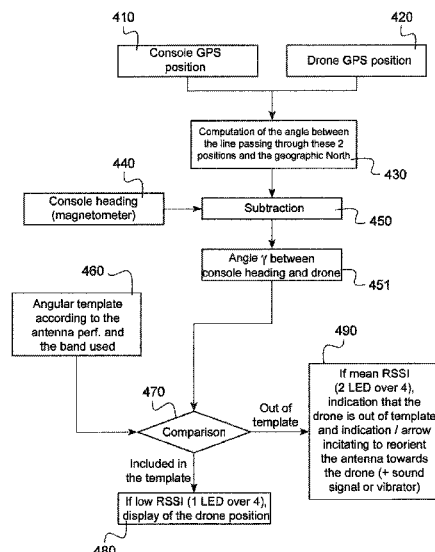 410
420
Console GPS
position
Drone GPS position
Computation of the angle between
the line passing through these 2
positions and the geographic North
430
440
Console heading
(magnetometer)
Subtraction
450
Angle γ between
console heading and drone
451
460
Angular template
according to the
antenna perf. and
the band used
490
If mean RSSI
(2 LED over 4),
indication that the
drone is out of template
and indication / arrow
incitating to reorient
the antenna towards
the drone (+ sound
signal or vibrator)
470
Comparison
Out of
template
Included in
the template
If low RSSI (1 LED over 4),
display of the drone position
480